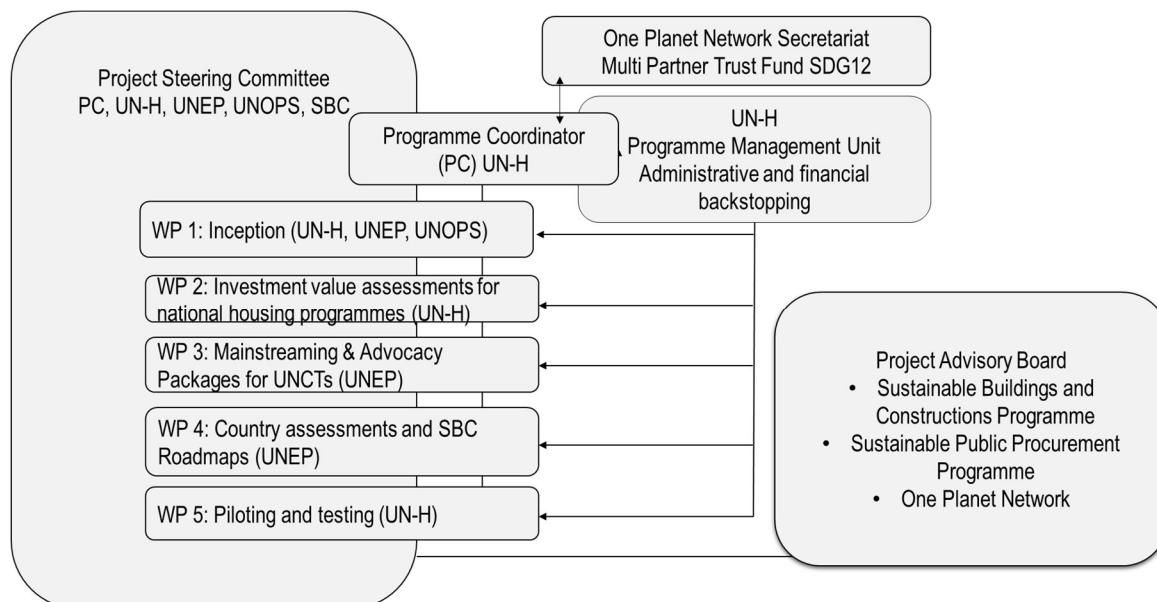 Project Steering Committee
PC, UN-H, UNEP, UNOPS, SBC
One Planet Network Secretariat
Multi Partner Trust Fund SDG12
Programme Coordinator
(PC) UN-H
UN-H
Programme Management Unit
Administrative and financial
backstopping
WP 1: Inception (UN-H, UNEP, UNOPS)
WP 2: Investment value assessments for
national housing programmes (UN-H)
WP 3: Mainstreaming & Advocacy
Packages for UNCTs (UNEP)
WP 4: Country assessments and SBC
Roadmaps (UNEP)
WP 5: Piloting and testing (UN-H)
Project Advisory Board
• Sustainable Buildings and
Constructions Programme
• Sustainable Public Procurement
Programme
• One Planet Network